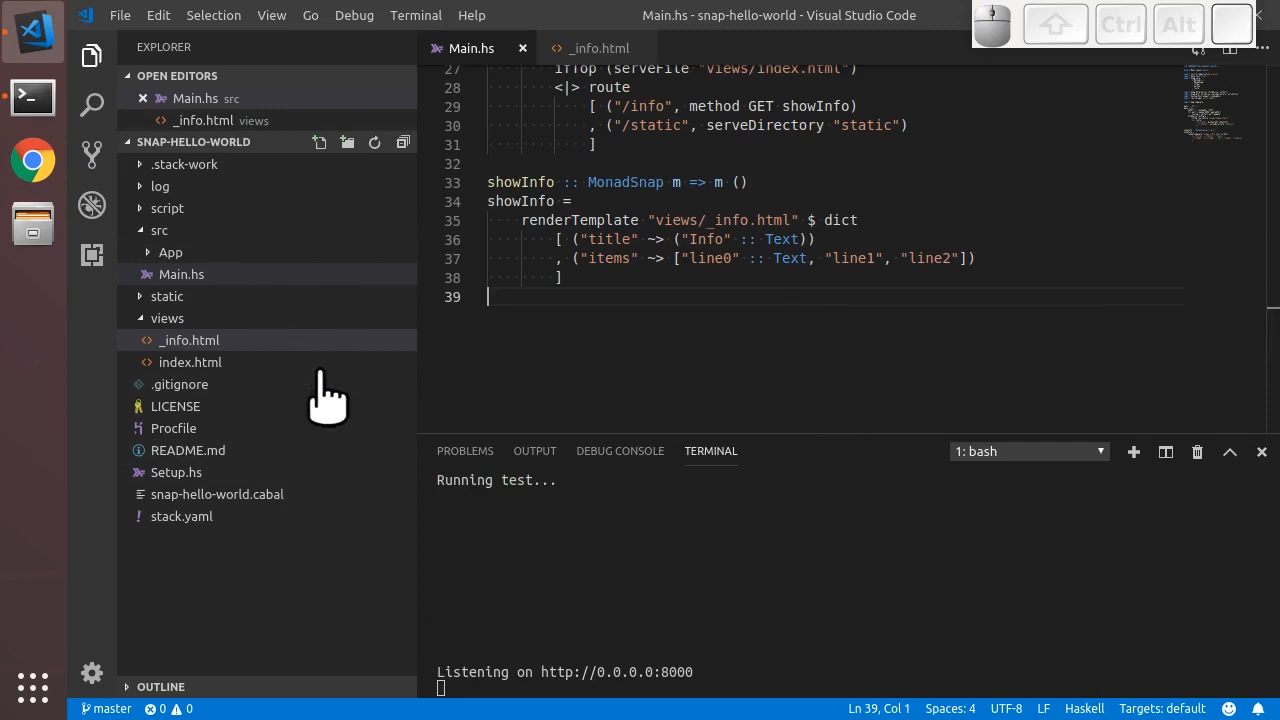 File Edit Selection View Go Debug Terminal Help
Main.hs - snap-hello-world - Visual Studio Code
Ctrl Alt
EXPLORER
OPEN EDITORS
Main.hs src
_info.html views
SNAP-HELLO-WORLD
.stack-work
log
script
src
App
Main.hs
static
views
_info.html
index.html
.gitignore
LICENSE
Procfile
README.md
Setup.hs
snap-hello-world.cabal
stack.yaml
OUTLINE
Main.hs _info.html
27 ifTop (serveFile "views/index.html")
28 <|> route
29 [ ("/info", method GET showInfo)
30 , ("/static", serveDirectory "static")
31 ]
32
33 showInfo :: MonadSnap m => m ()
34 showInfo =
35 renderTemplate "views/_info.html" $ dict
36 [ ("title" ~> ("Info" :: Text))
37 , ("items" ~> ["line0" :: Text, "line1", "line2"])
38 ]
39
PROBLEMS OUTPUT DEBUG CONSOLE TERMINAL
1: bash
Running test...
Listening on http://0.0.0.0:8000
master 0 0
Ln 39, Col 1 Spaces: 4 UTF-8 LF Haskell Targets: default